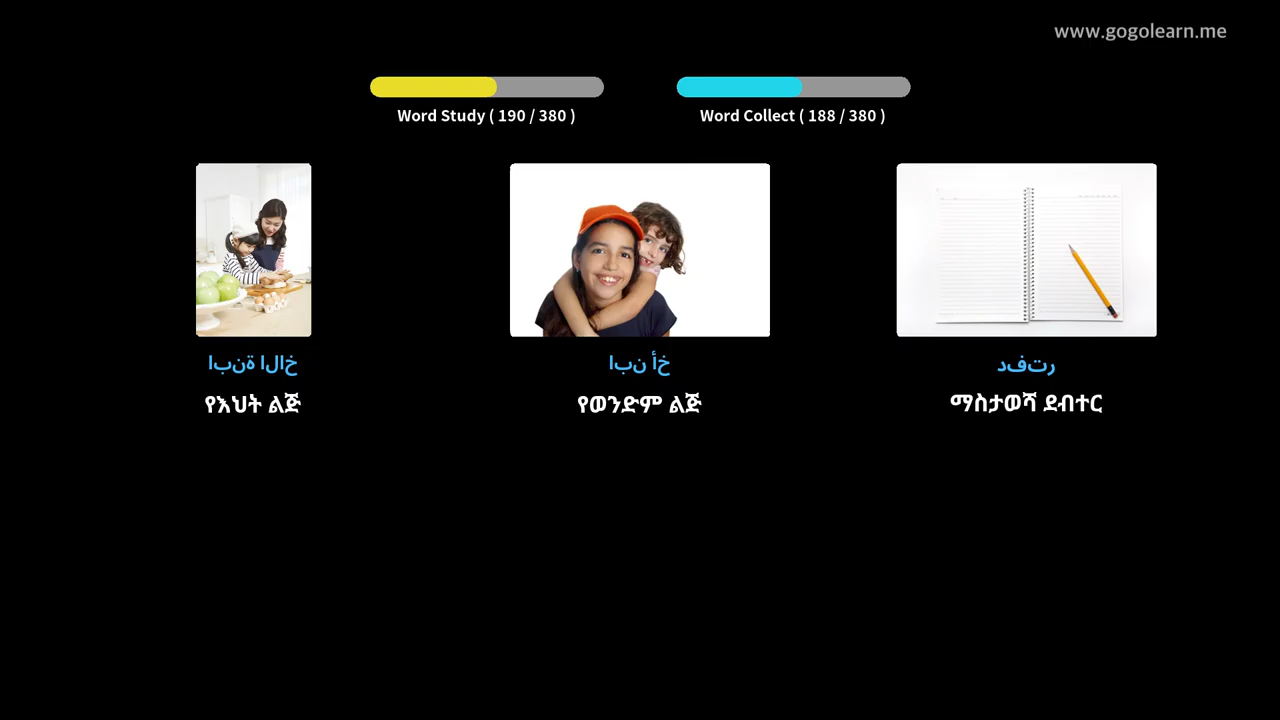 www.gogolearn.me
Word Study ( 190 / 380 )
Word Collect ( 188 / 380 )
ابنة الاخ
ابن أخ
دفتر
የእህት ልጅ
የወንድም ልጅ
ማስታወሻ ደብተር